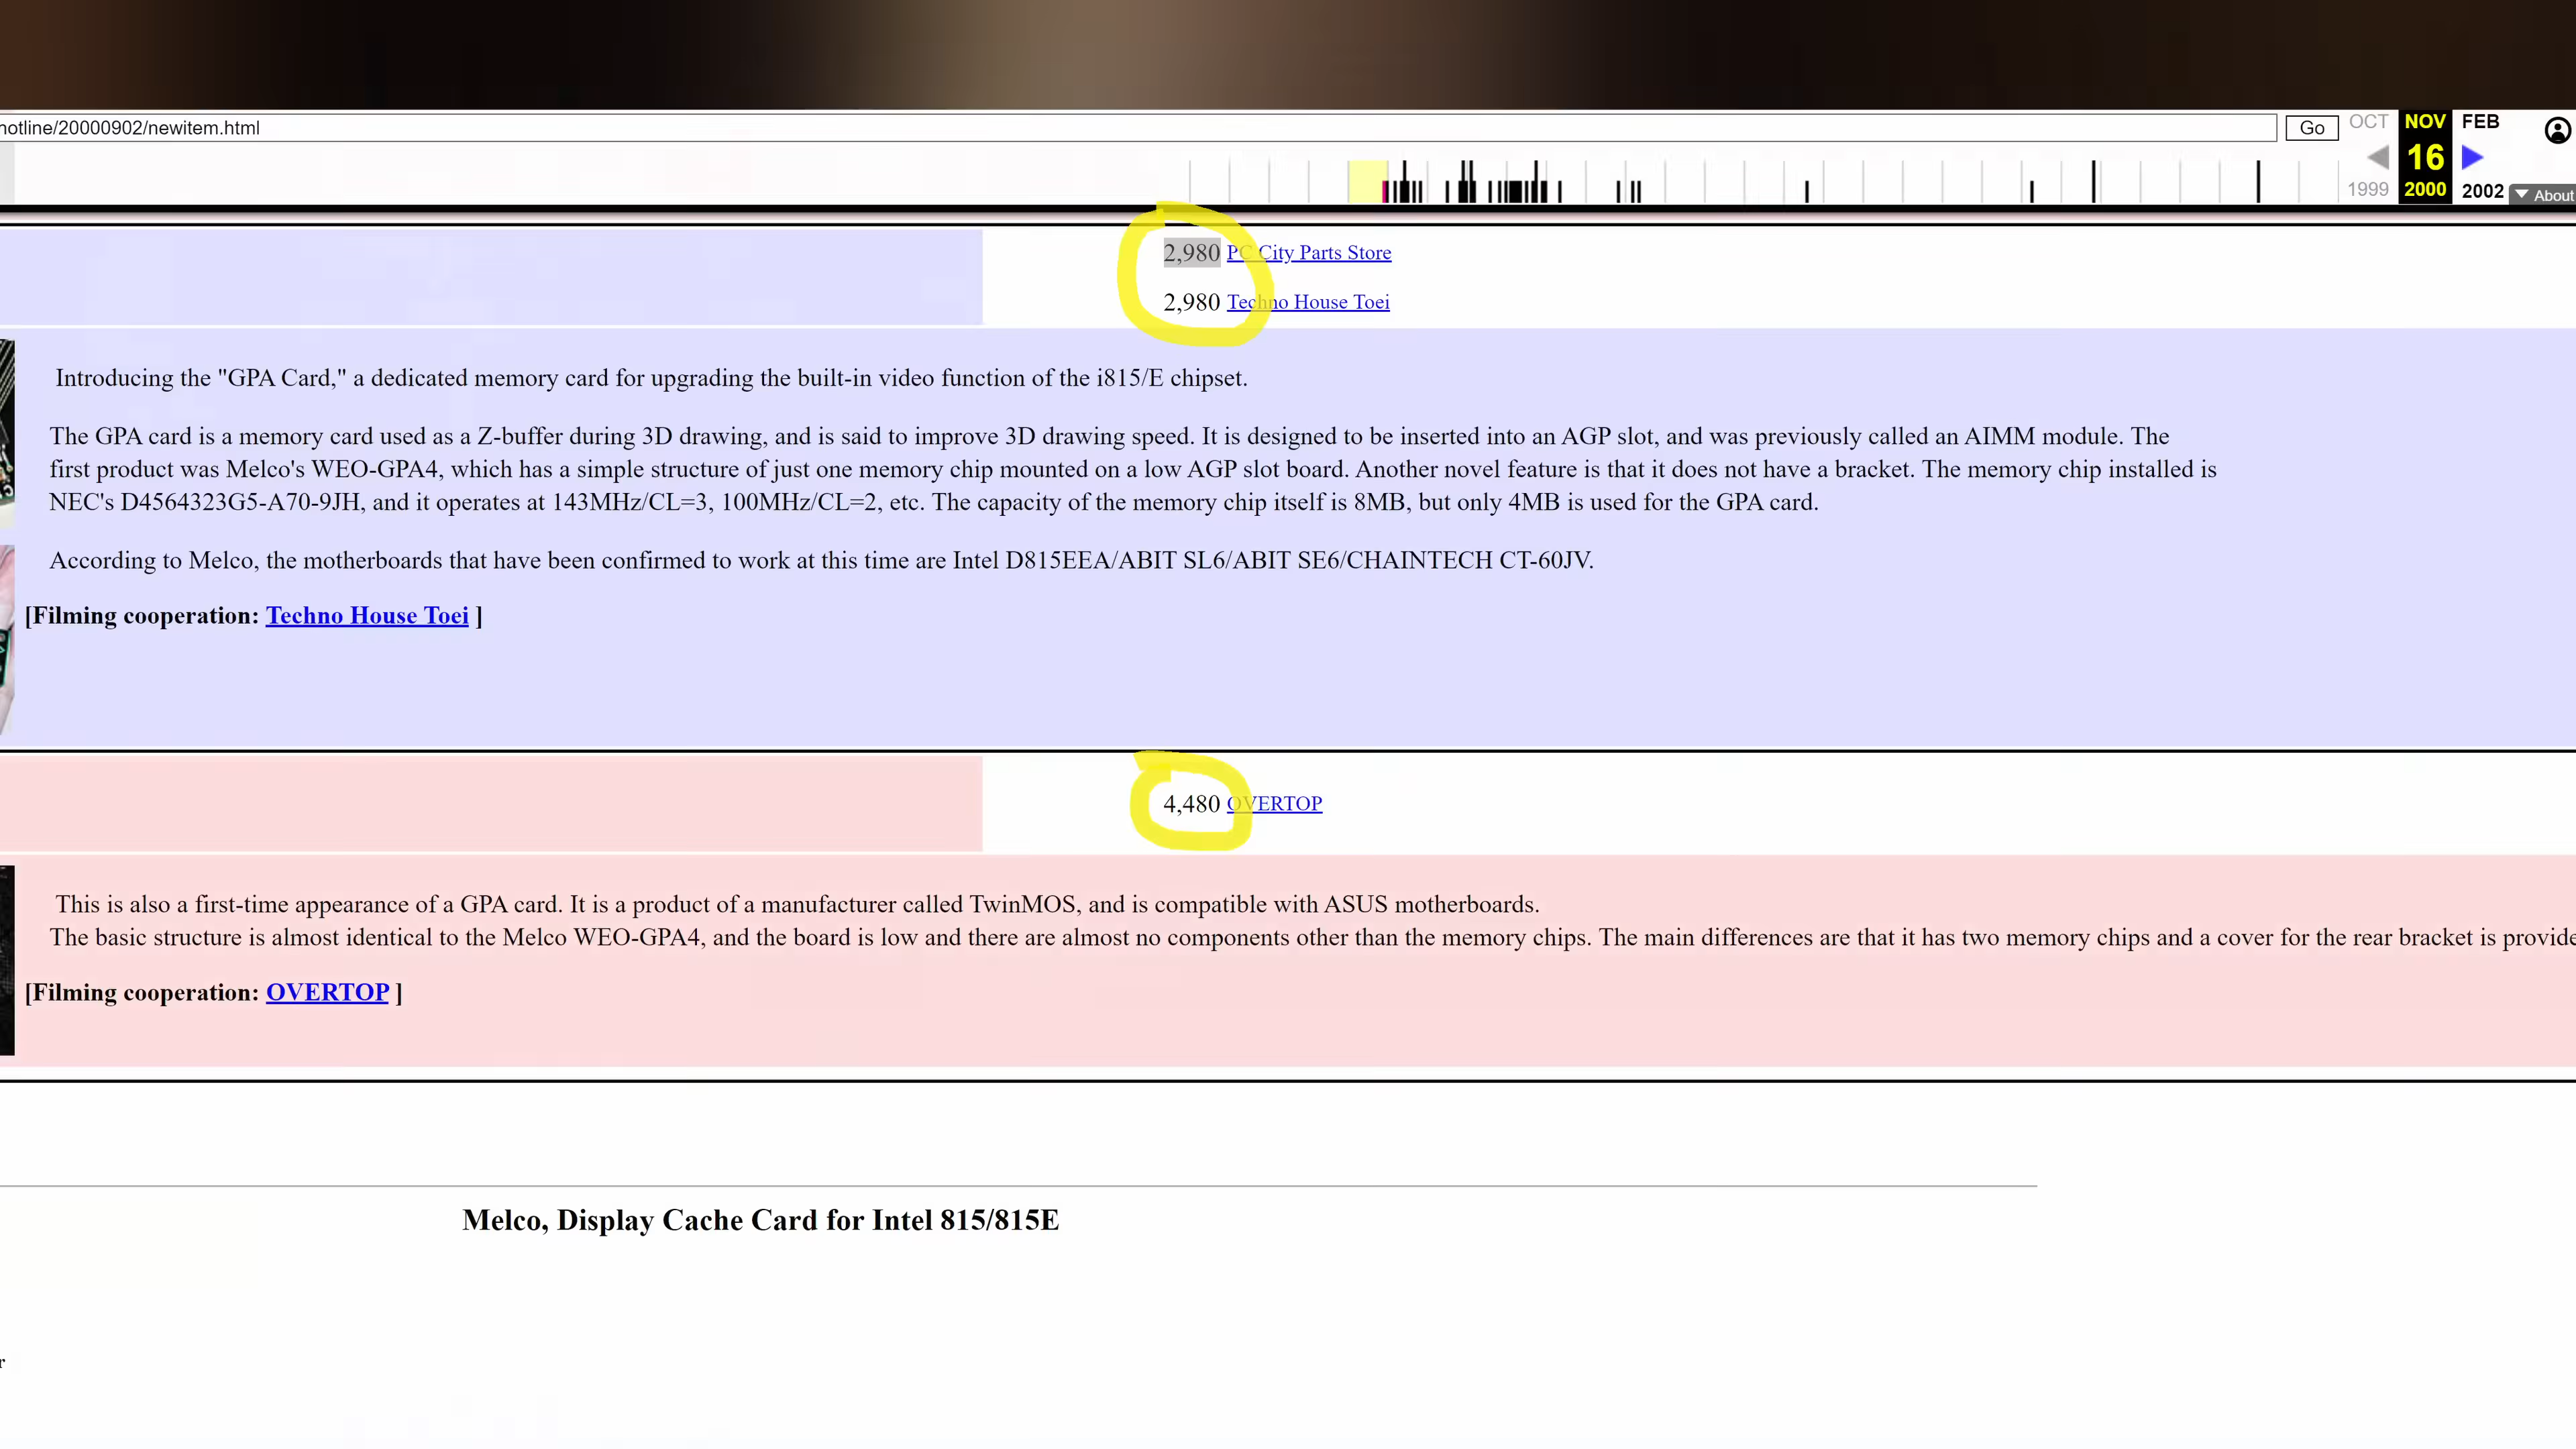 notline/20000902/newitem.html
Go
OCT NOV FEB
16
1999 2000 2002
About
2,980 PC City Parts Store
2,980 Techno House Toei
Introducing the "GPA Card," a dedicated memory card for upgrading the built-in video function of the i815/E chipset.
The GPA card is a memory card used as a Z-buffer during 3D drawing, and is said to improve 3D drawing speed. It is designed to be inserted into an AGP slot, and was previously called an AIMM module. The
first product was Melco's WEO-GPA4, which has a simple structure of just one memory chip mounted on a low AGP slot board. Another novel feature is that it does not have a bracket. The memory chip installed is
NEC's D4564323G5-A70-9JH, and it operates at 143MHz/CL=3, 100MHz/CL=2, etc. The capacity of the memory chip itself is 8MB, but only 4MB is used for the GPA card.
According to Melco, the motherboards that have been confirmed to work at this time are Intel D815EEA/ABIT SL6/ABIT SE6/CHAINTECH CT-60JV.
[Filming cooperation: Techno House Toei ]
4,480 OVERTOP
This is also a first-time appearance of a GPA card. It is a product of a manufacturer called TwinMOS, and is compatible with ASUS motherboards.
The basic structure is almost identical to the Melco WEO-GPA4, and the board is low and there are almost no components other than the memory chips. The main differences are that it has two memory chips and a cover for the rear bracket is provide
[Filming cooperation: OVERTOP ]
Melco, Display Cache Card for Intel 815/815E
r